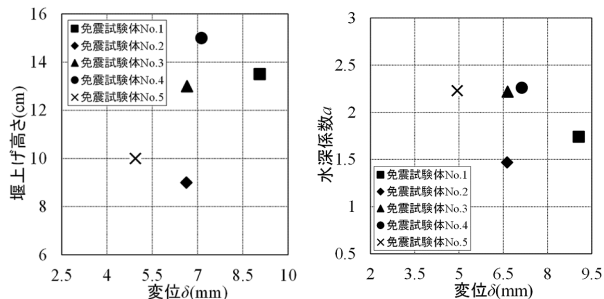 16
14
12
10
8
6
2.5
4
5.5
7
8.5
10
堰上げ高さ(cm)
変位δ(mm)
免震試験体No.1
免震試験体No.2
免震試験体No.3
免震試験体No.4
免震試験体No.5
3
2.5
2
1.5
1
0.5
2
3.5
5
6.5
8
9.5
水深係数a
変位δ(mm)
免震試験体No.1
免震試験体No.2
免震試験体No.3
免震試験体No.4
免震試験体No.5